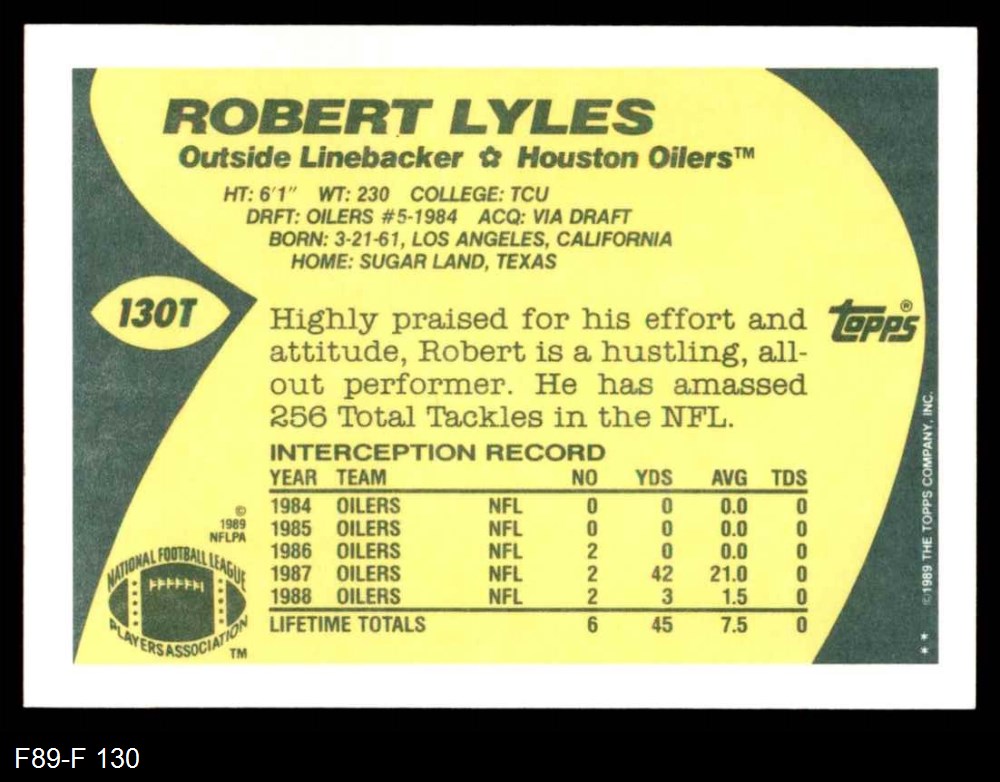 ROBERT LYLES
Outside Linebacker ✿ Houston Oilers™
HT: 6'1" WT: 230 COLLEGE: TCU
DRFT: OILERS #5-1984 ACQ: VIA DRAFT
BORN: 3-21-61, LOS ANGELES, CALIFORNIA
HOME: SUGAR LAND, TEXAS
130T
Highly praised for his effort and
attitude, Robert is a hustling, all-
out performer. He has amassed
256 Total Tackles in the NFL.
topps®
INTERCEPTION RECORD
YEAR TEAM NO YDS AVG TDS
1984 OILERS NFL 0 0 0.0 0
1985 OILERS NFL 0 0 0.0 0
1986 OILERS NFL 2 0 0.0 0
1987 OILERS NFL 2 42 21.0 0
1988 OILERS NFL 2 3 1.5 0
LIFETIME TOTALS 6 45 7.5 0
©
1989
NFLPA
NATIONAL FOOTBALL LEAGUE
PLAYERS ASSOCIATION
TM
©1989 THE TOPPS COMPANY, INC.
**
F89-F 130